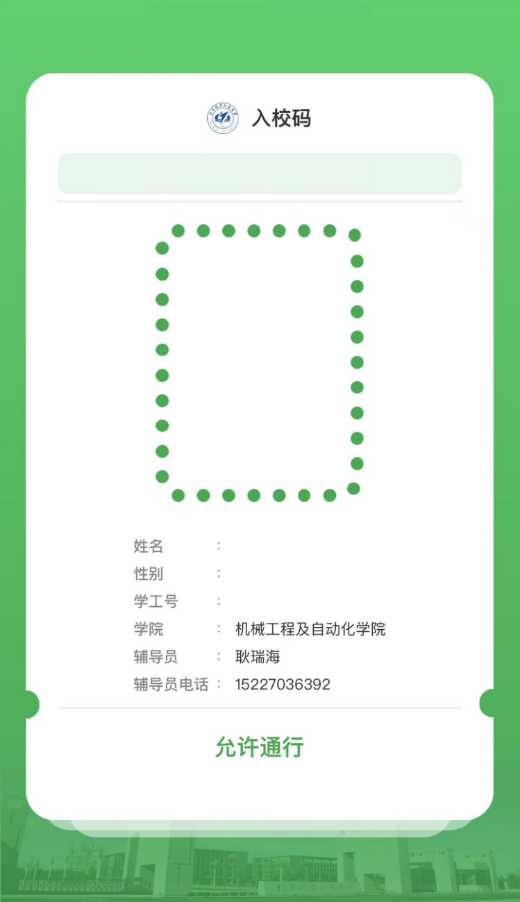 入校码
姓名 :
性别 :
学工号 :
学院 : 机械工程及自动化学院
辅导员 : 耿瑞海
辅导员电话 : 15227036392
允许通行